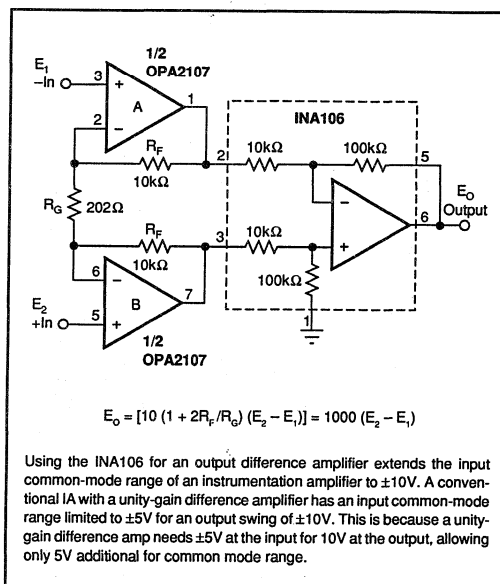 1/2
OPA2107
E1
–In
3
+
A
1
2
–
RF
10kΩ
RG
202Ω
RF
10kΩ
6
–
B
7
E2
+In
5
+
1/2
OPA2107
INA106
2
10kΩ
100kΩ
5
–
3
10kΩ
+
6
EO
Output
100kΩ
1
EO = [10 (1 + 2RF/RG) (E2 – E1)] = 1000 (E2 – E1)
Using the INA106 for an output difference amplifier extends the input
common-mode range of an instrumentation amplifier to ±10V. A conven-
tional IA with a unity-gain difference amplifier has an input common-mode
range limited to ±5V for an output swing of ±10V. This is because a unity-
gain difference amp needs ±5V at the input for 10V at the output, allowing
only 5V additional for common mode range.